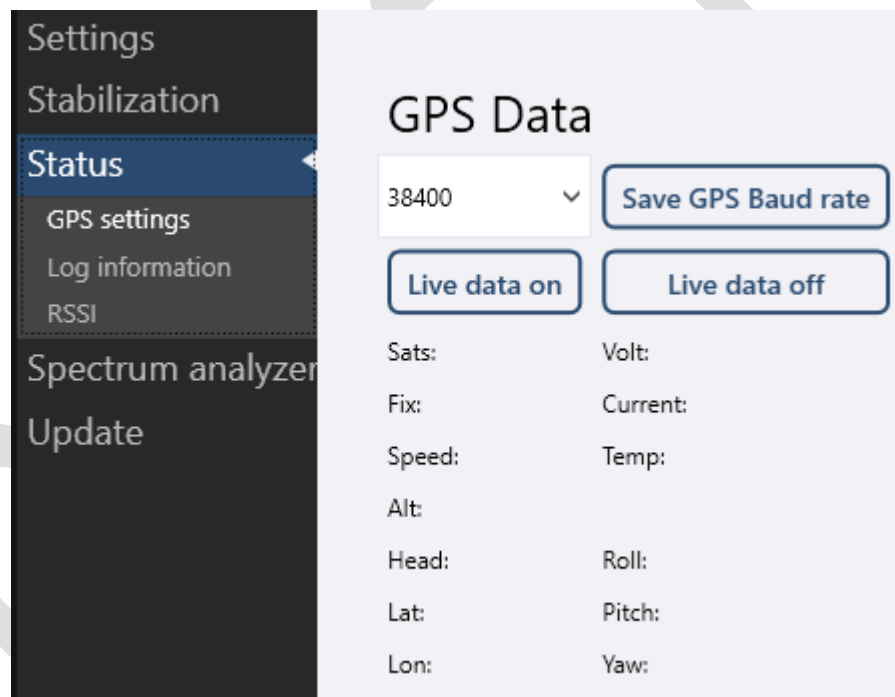 Settings
Stabilization
Status
GPS settings
Log information
RSSI
Spectrum analyzer
Update
GPS Data
38400
Save GPS Baud rate
Live data on
Live data off
Sats:
Volt:
Fix:
Current:
Speed:
Temp:
Alt:
Head:
Roll:
Lat:
Pitch:
Lon:
Yaw: